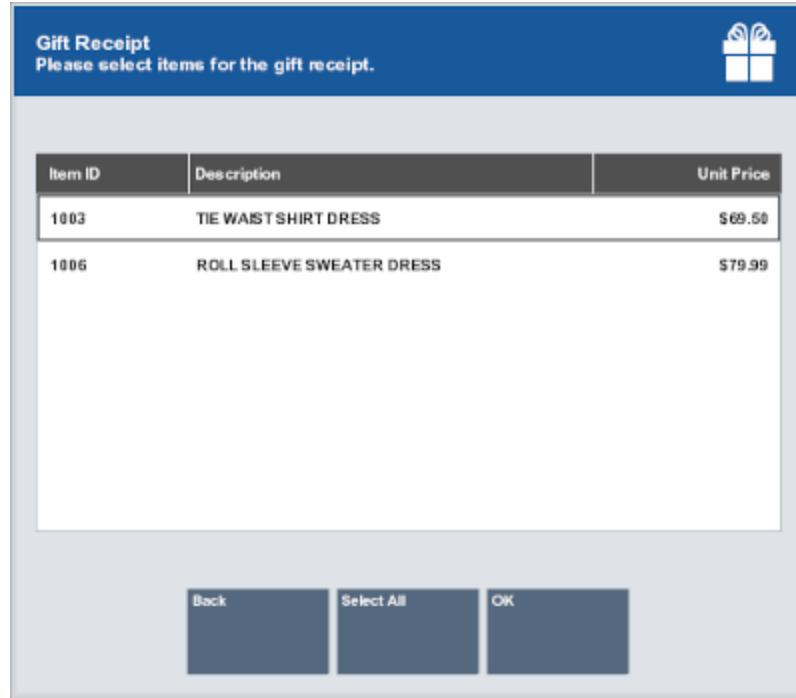 Gift Receipt
Please select items for the gift receipt.
Item ID Description Unit Price
1003 TIE WAIST SHIRT DRESS $69.50
1006 ROLL SLEEVE SWEATER DRESS $79.99
Back Select All OK